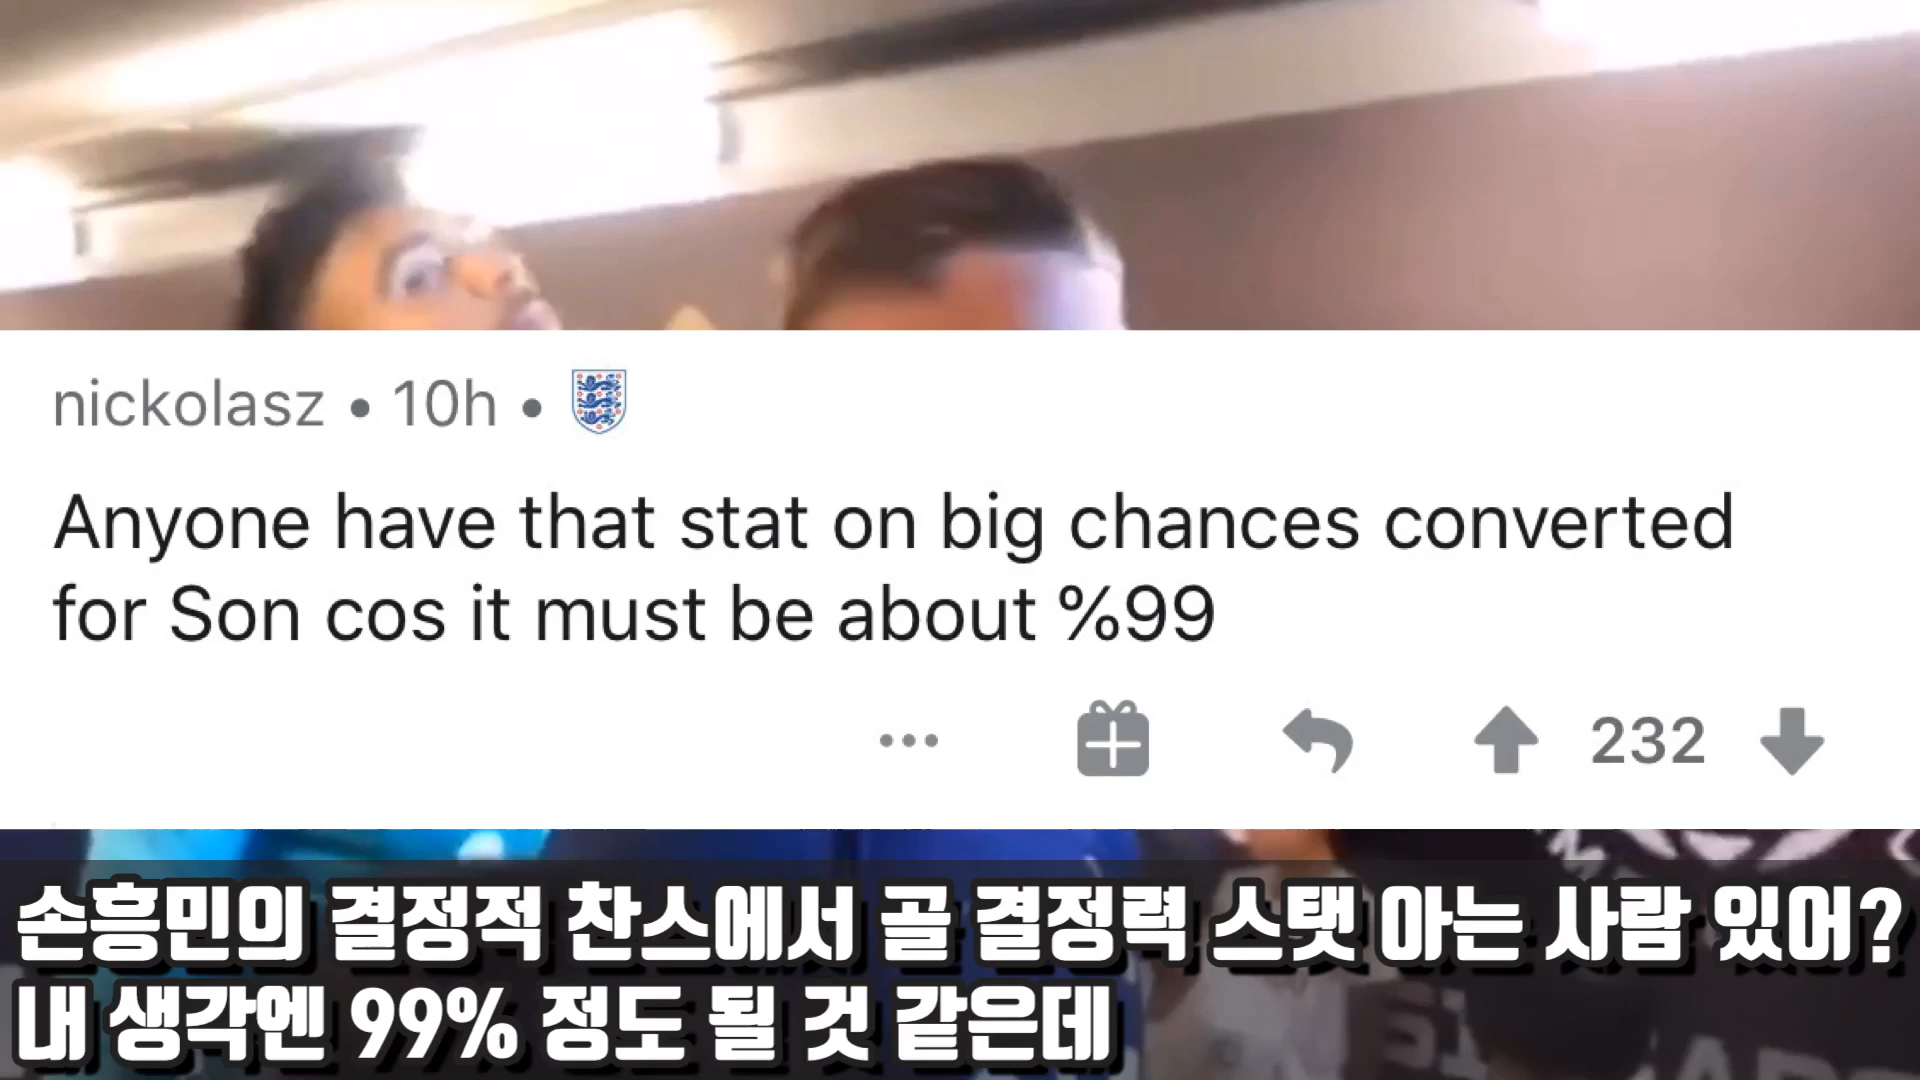 nickolasz • 10h •
Anyone have that stat on big chances converted
for Son cos it must be about %99
232
손흥민의 결정적 찬스에서 골 결정력 스탯 아는 사람 있어?
내 생각엔 99% 정도 될 것 같은데